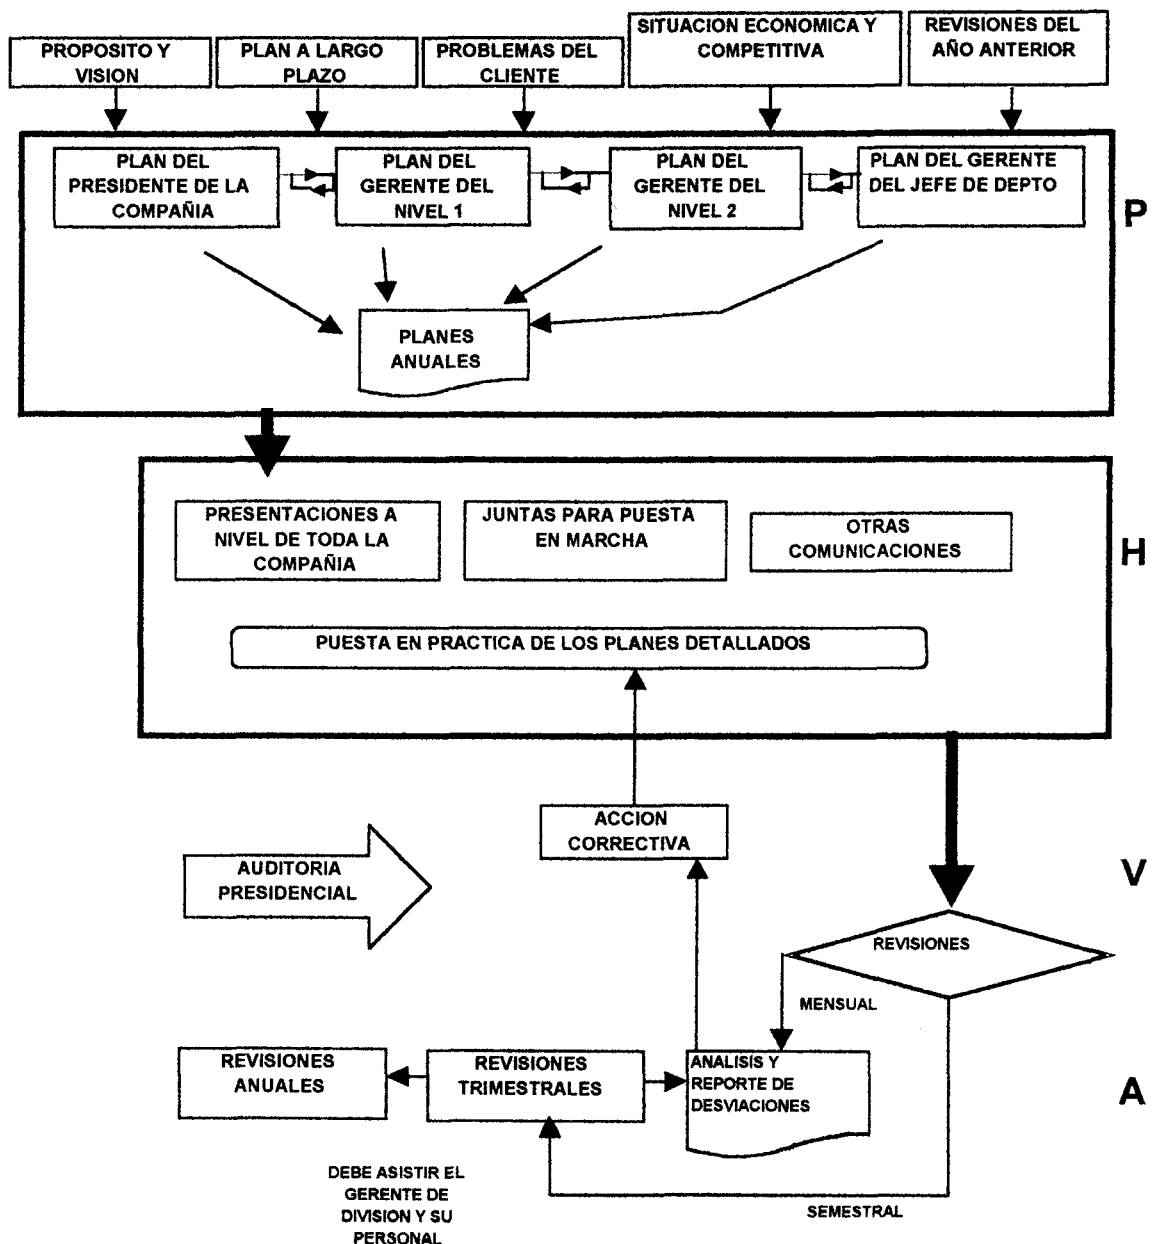 PROPOSITO Y
VISION
PLAN A LARGO
PLAZO
PROBLEMAS DEL
CLIENTE
SITUACION ECONOMICA Y
COMPETITIVA
REVISIONES DEL
AÑO ANTERIOR
PLAN DEL
PRESIDENTE DE LA
COMPAÑIA
PLAN DEL
GERENTE DEL
NIVEL 1
PLAN DEL
GERENTE DEL
NIVEL 2
PLAN DEL GERENTE
DEL JEFE DE DEPTO
P
PLANES
ANUALES
PRESENTACIONES A
NIVEL DE TODA LA
COMPAÑIA
JUNTAS PARA PUESTA
EN MARCHA
OTRAS
COMUNICACIONES
H
PUESTA EN PRACTICA DE LOS PLANES DETALLADOS
ACCION
CORRECTIVA
AUDITORIA
PRESIDENCIAL
V
REVISIONES
MENSUAL
REVISIONES
ANUALES
REVISIONES
TRIMESTRALES
ANALISIS Y
REPORTE DE
DESVIACIONES
A
DEBE ASISTIR EL
GERENTE DE
DIVISION Y SU
PERSONAL
SEMESTRAL